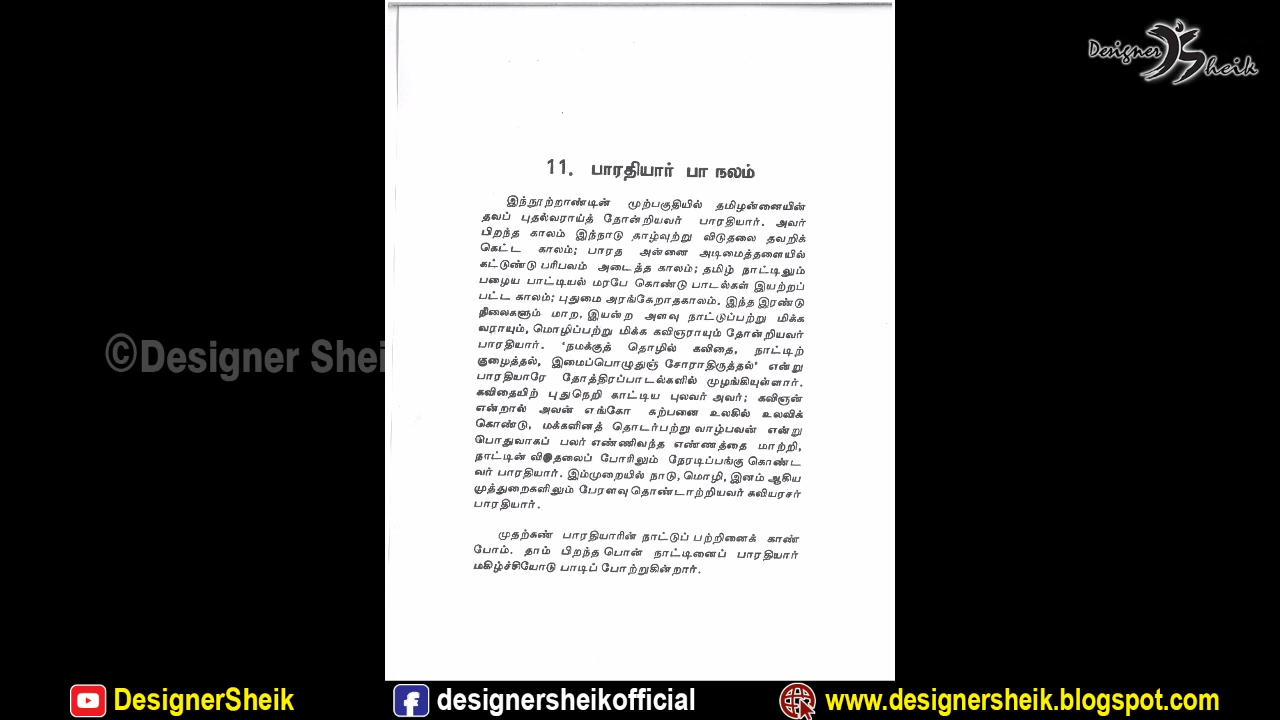 Designer Sheik
11. பாரதியார் பா நலம்
இந்நூற்றாண்டின் முற்பகுதியில் தமிழன்னையின்
தவப் புதல்வராய்த் தோன்றியவர் பாரதியார். அவர்
பிறந்த காலம் இந்நாடு தாழ்வுற்று விடுதலை தவறிக்
கெட்ட காலம்; பாரத அன்னை அடிமைத்தளையில்
கட்டுண்டு பரிபவம் அடைத்த காலம்; தமிழ் நாட்டிலும்
பழைய பாட்டியல் மரபே கொண்டு பாடல்கள் இயற்றப்
பட்ட காலம்; புதுமை அரங்கேறாதகாலம். இந்த இரண்டு
நிலைகளும் மாற, இயன்ற அளவு நாட்டுப்பற்று மிக்க
வராயும், மொழிப்பற்று மிக்க கவிஞராயும் தோன்றியவர்
பாரதியார். 'நமக்குத் தொழில் கவிதை, நாட்டிற்
குழைத்தல், இமைப்பொழுதுஞ் சோராதிருத்தல்' என்று
பாரதியாரே தோத்திரப்பாடல்களில் முழங்கியுள்ளார்.
கவிதையிற் புதுநெறி காட்டிய புலவர் அவர்; கவிஞன்
என்றால் அவன் எங்கோ கற்பனை உலகில் உலவிக்
கொண்டு, மக்களினத் தொடர்பற்று வாழ்பவன் என்று
பொதுவாகப் பலர் எண்ணிவந்த எண்ணத்தை மாற்றி,
நாட்டின் விடுதலைப் போரிலும் நேரடிப்பங்கு கொண்ட
வர் பாரதியார். இம்முறையில் நாடு, மொழி, இனம் ஆகிய
முத்துறைகளிலும் பேரளவு தொண்டாற்றியவர் கவியரசர்
பாரதியார்.
முதற்கண் பாரதியாரின் நாட்டுப் பற்றினைக் காண்
போம். தாம் பிறந்த பொன் நாட்டினைப் பாரதியார்
மகிழ்ச்சியோடு பாடிப் போற்றுகின்றார்.
©Designer Shei
DesignerSheik
designersheikofficial
www.designersheik.blogspot.com